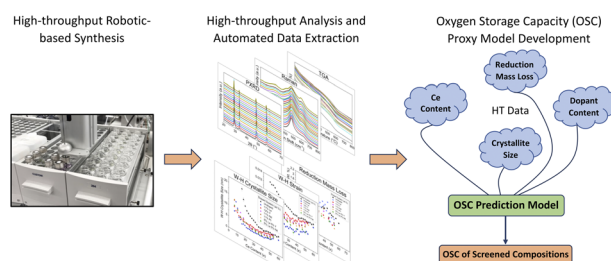 High-throughput Robotic-
based Synthesis
High-throughput Analysis and
Automated Data Extraction
Oxygen Storage Capacity (OSC)
Proxy Model Development
TGA
PXRD
Reduction Mass Loss
W-H Strain
W-H Crystallite Size
Reduction
Mass Loss
Ce
Content
HT Data
Dopant
Content
Crystallite
Size
OSC Prediction Model
OSC of Screened Compositions